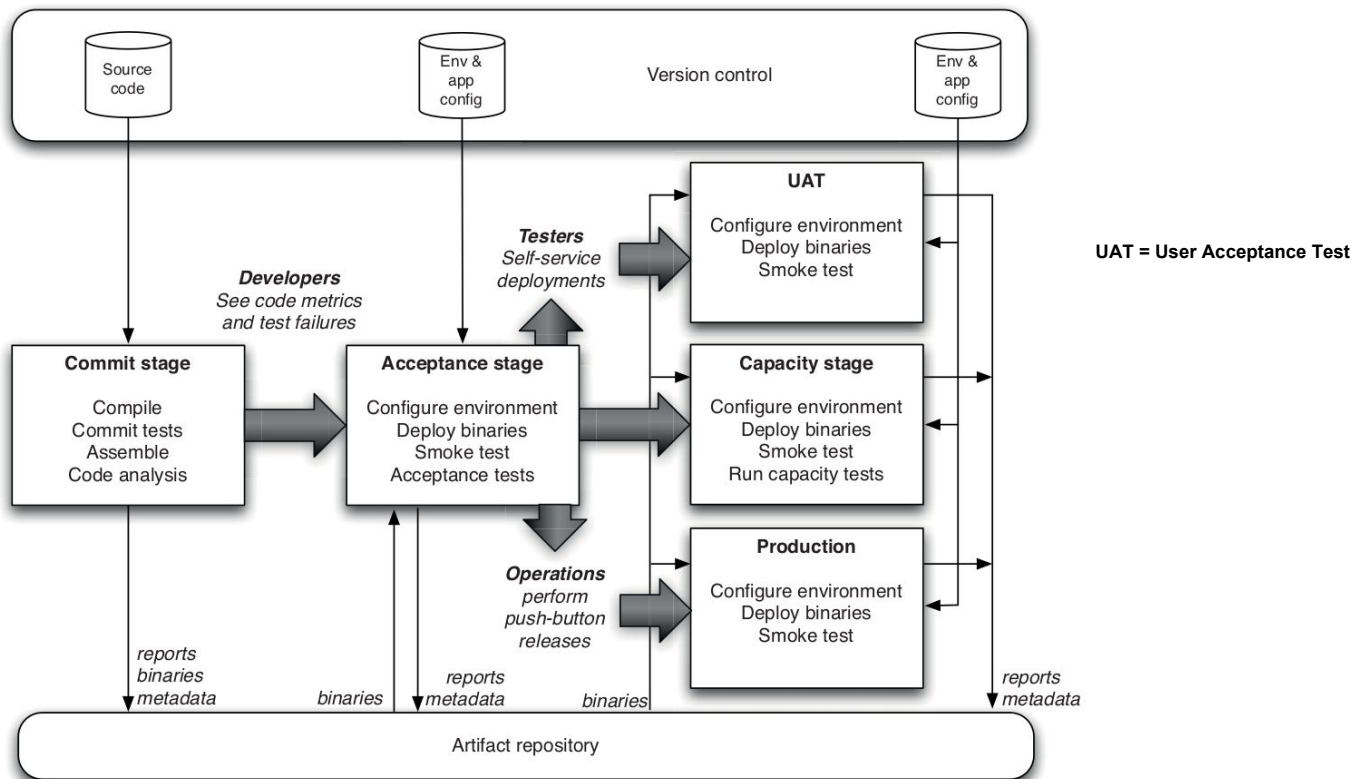 Source
code
Env &
app
config
Version control
Env &
app
config
UAT
Configure environment
Deploy binaries
Smoke test
UAT = User Acceptance Test
Testers
Self-service
deployments
Developers
See code metrics
and test failures
Commit stage
Compile
Commit tests
Assemble
Code analysis
Acceptance stage
Configure environment
Deploy binaries
Smoke test
Acceptance tests
Capacity stage
Configure environment
Deploy binaries
Smoke test
Run capacity tests
Operations
perform
push-button
releases
Production
Configure environment
Deploy binaries
Smoke test
reports
binaries
metadata
binaries
reports
metadata
binaries
reports
metadata
Artifact repository